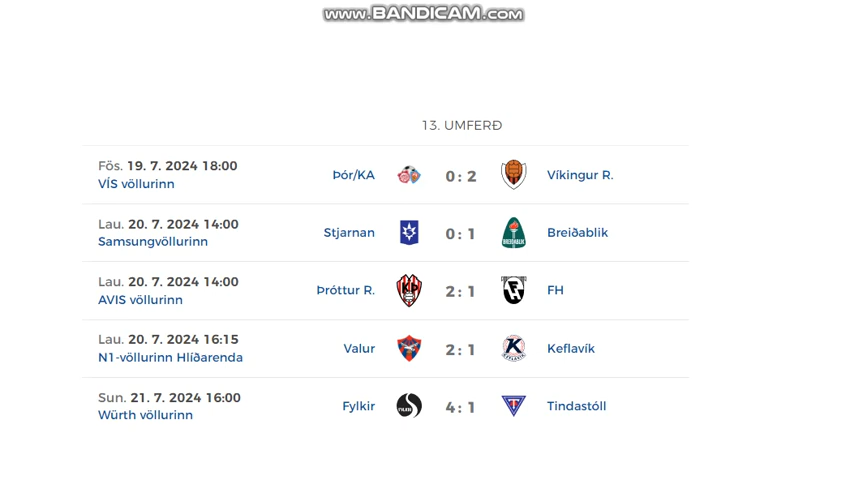 www.BANDICAM.com
13. UMFERÐ
Fös. 19. 7. 2024 18:00
VÍS völlurinn
Þór/KA 0 : 2 Víkingur R.
Lau. 20. 7. 2024 14:00
Samsungvöllurinn
Stjarnan 0 : 1 BREIÐABLIK Breiðablik
Lau. 20. 7. 2024 14:00
AVIS völlurinn
Þróttur R. 2 : 1 FH
Lau. 20. 7. 2024 16:15
N1-völlurinn Hlíðarenda
Valur 2 : 1 K KEFLAVÍK Keflavík
Sun. 21. 7. 2024 16:00
Würth völlurinn
Fylkir FYLKIR 4 : 1 T Tindastóll